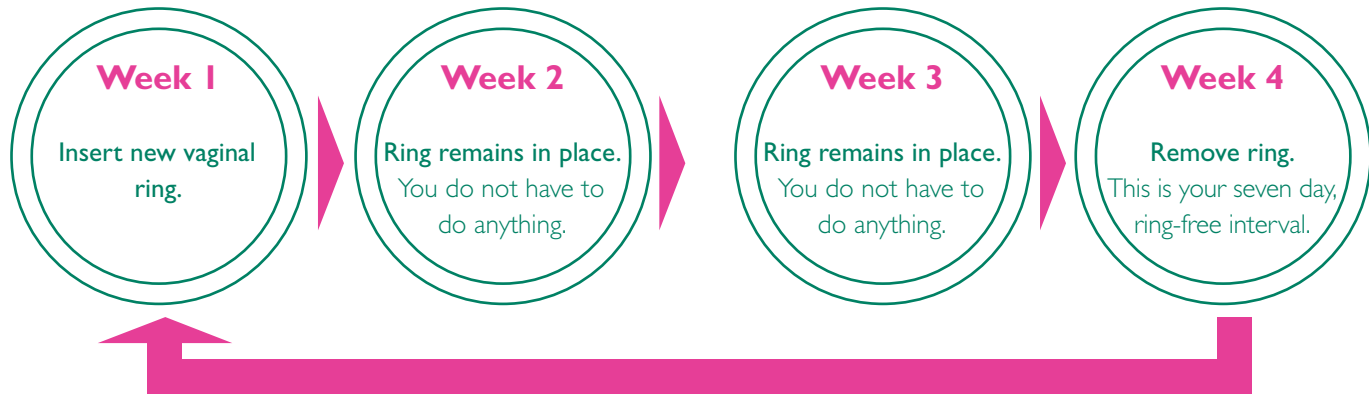 Week 1
Insert new vaginal
ring.
Week 2
Ring remains in place.
You do not have to
do anything.
Week 3
Ring remains in place.
You do not have to
do anything.
Week 4
Remove ring.
This is your seven day,
ring-free interval.